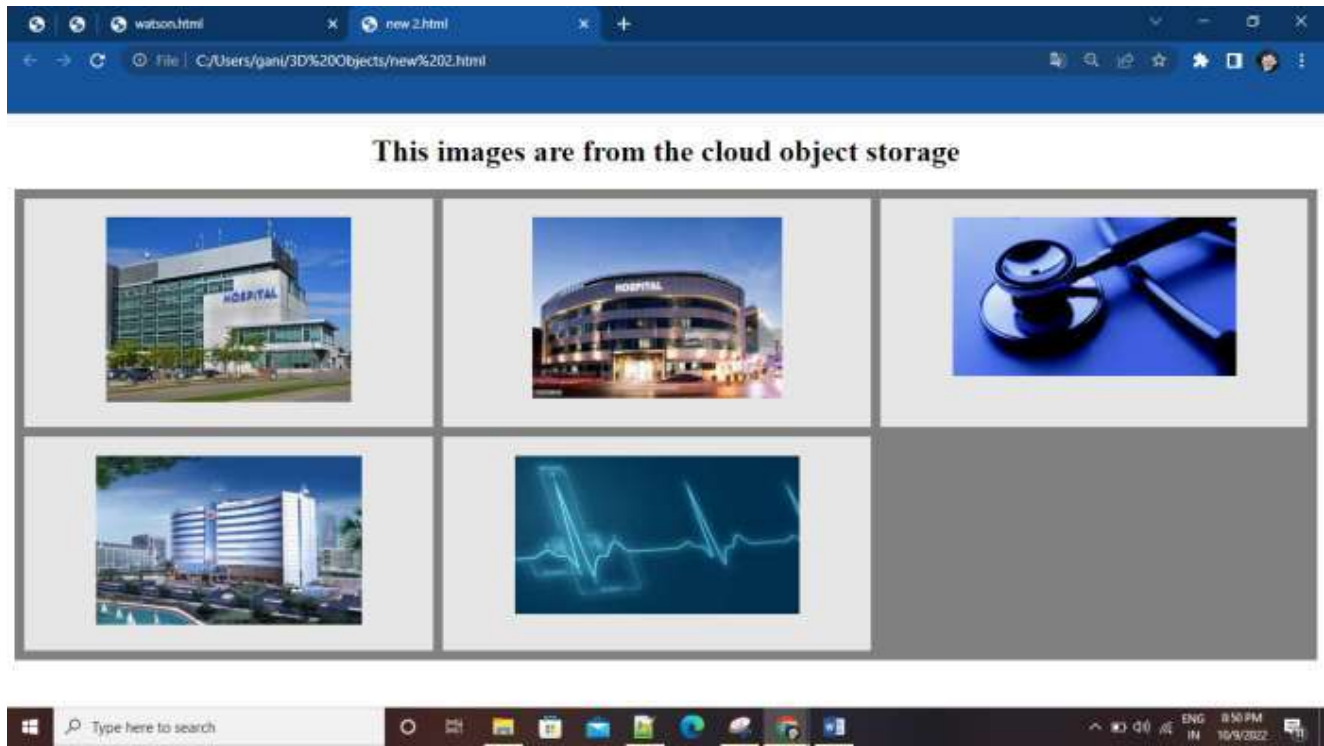 watson.html
new 2.html
File C:/Users/gani/3D%20Objects/new%202.html
This images are from the cloud object storage
HOSPITAL
HOSPITAL
Type here to search
ENG
IN
8:50 PM
10/9/2022